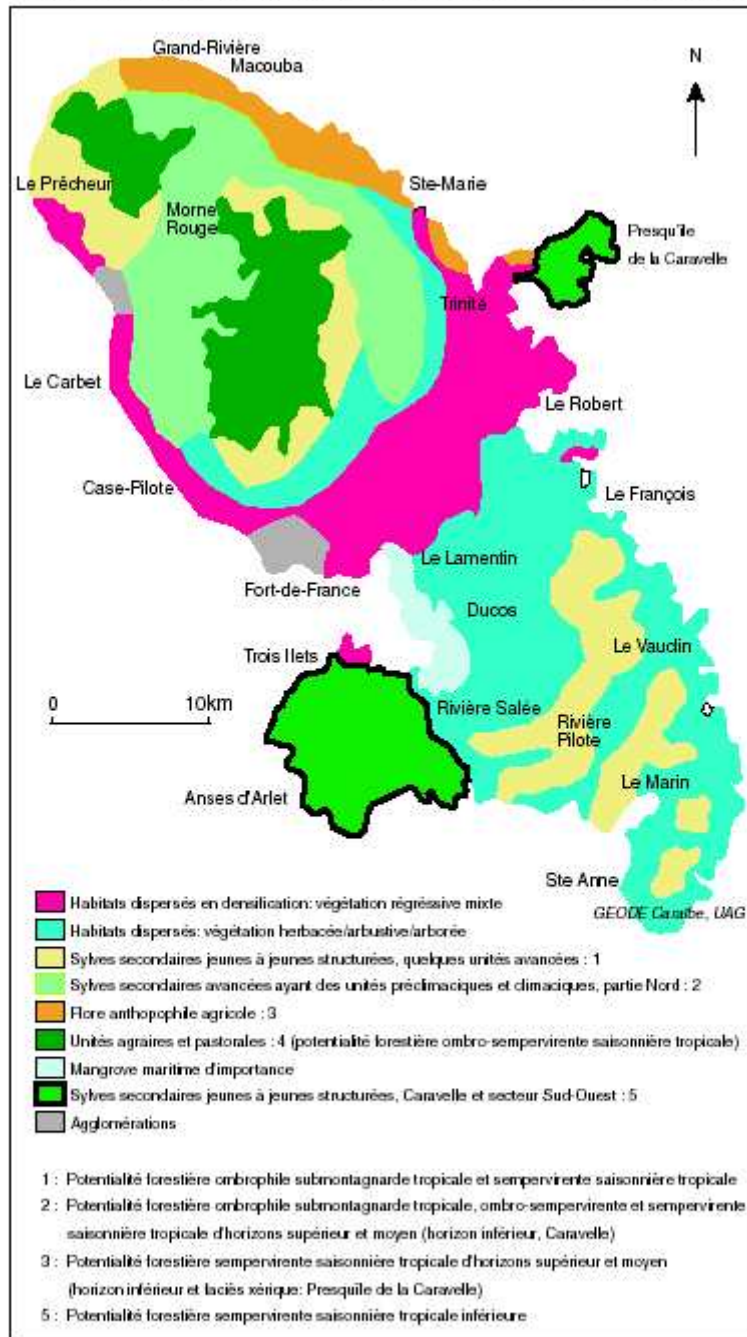 Grand-Rivière
Macouba
N
Le Prêcheur
Ste-Marie
Morne
Rouge
Presqu'île
de la Caravelle
Trinité
Le Carbet
Le Robert
Case-Pilote
Le François
Le Lamentin
Fort-de-France
Ducos
Trois Ilets
Le Vauclin
0 10km
Rivière Salée
Rivière
Pilote
Le Marin
Anses d'Arlet
Ste Anne
GEODE Caraïbe, UAG
Habitats dispersés en densification: végétation régréssive mixte
Habitats dispersés: végétation herbacée/arbustive/arborée
Sylves secondaires jeunes à jeunes structurées, quelques unités avancées : 1
Sylves secondaires avancées ayant des unités préclimaciques et climaciques, partie Nord : 2
Flore anthopophile agricole : 3
Unités agraires et pastorales : 4 (potentialité forestière ombro-sempervirente saisonnière tropicale)
Mangrove maritime d'importance
Sylves secondaires jeunes à jeunes structurées, Caravelle et secteur Sud-Ouest : 5
Agglomérations
1 : Potentialité forestière ombrophile submontagnarde tropicale et sempervirente saisonnière tropicale
2 : Potentialité forestière ombrophile submontagnarde tropicale, ombro-sempervirente et sempervirente
saisonnière tropicale d'horizons supérieur et moyen (horizon inférieur, Caravelle)
3 : Potentialité forestière sempervirente saisonnière tropicale d'horizons supérieur et moyen
(horizon inférieur et faciès xérique: Presqu'île de la Caravelle)
5 : Potentialité forestière sempervirente saisonnière tropicale inférieure